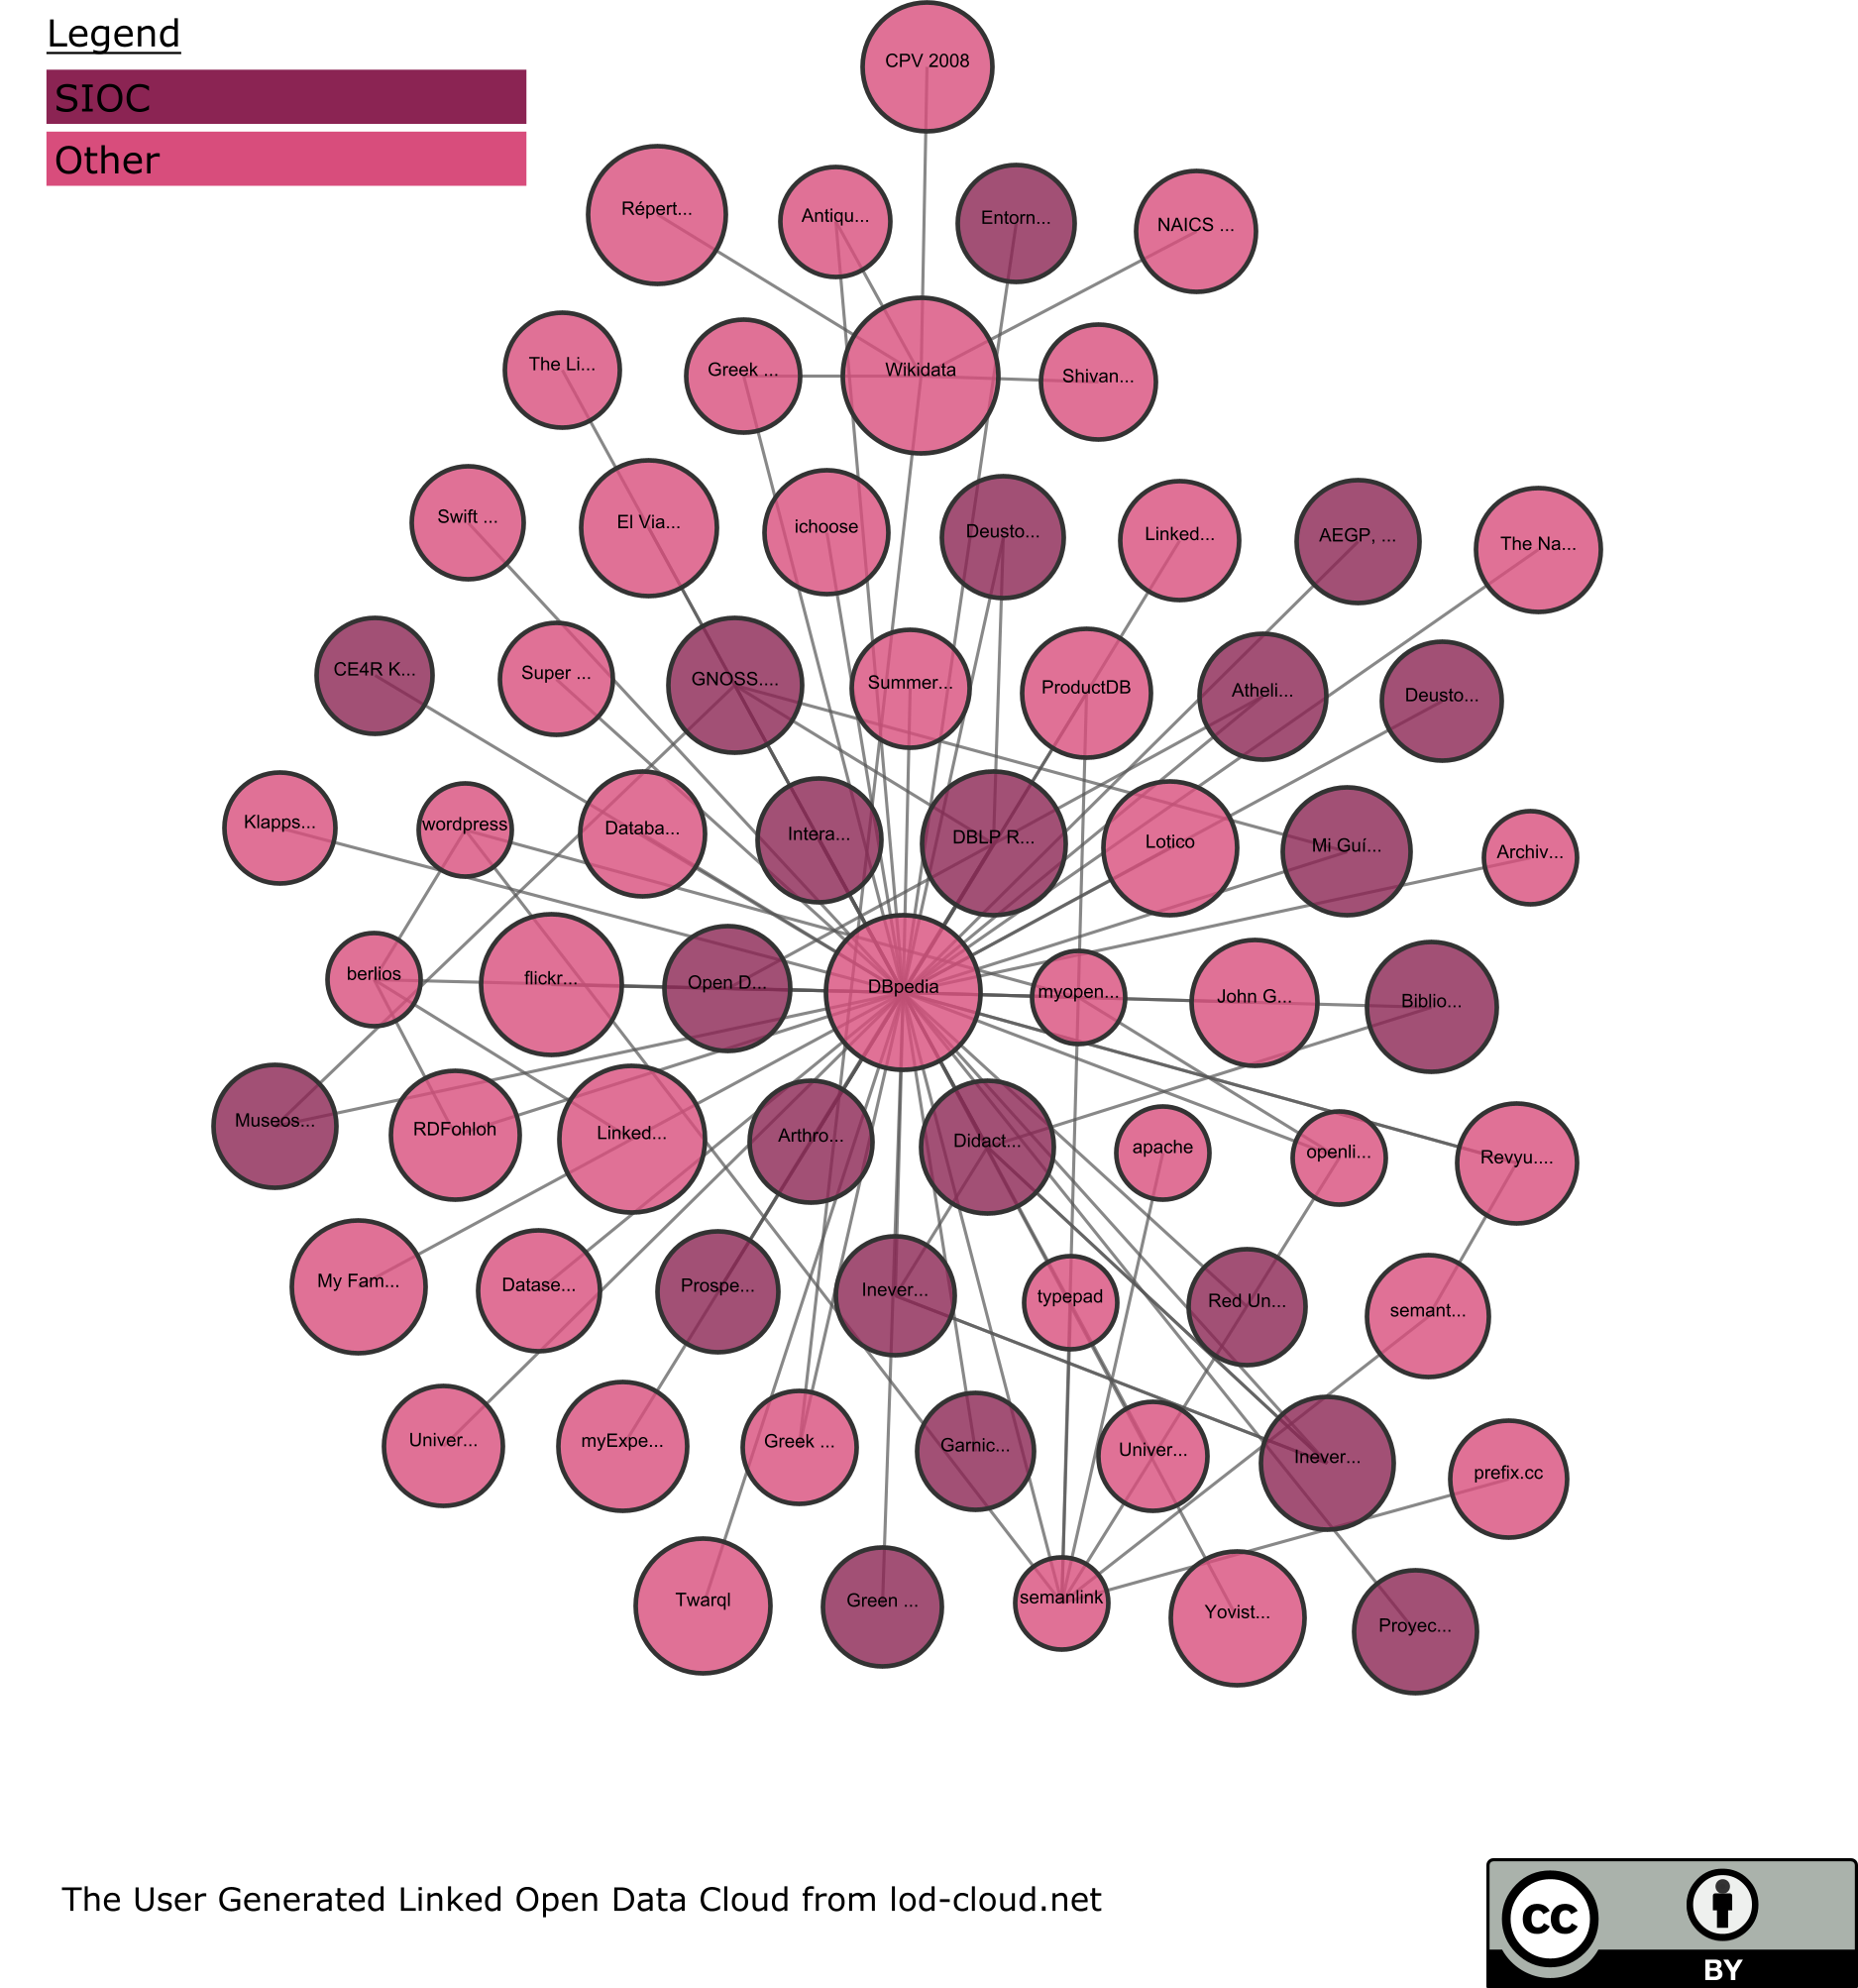 Legend
SIOC
Other
CPV 2008
Répert...
Antiqu...
Entorn...
NAICS ...
The Li...
Greek ...
Wikidata
Shivan...
Swift ...
El Via...
ichoose
Deusto...
Linked...
AEGP, ...
The Na...
CE4R K...
Super ...
GNOSS....
Summer...
ProductDB
Atheli...
Deusto...
Klapps...
wordpress
Databa...
Intera...
DBLP R...
Lotico
Mi Guí...
Archiv...
berlios
flickr...
Open D...
DBpedia
myopen...
John G...
Biblio...
Museos...
RDFohloh
Linked...
Arthro...
Didact...
apache
openli...
Revyu....
My Fam...
Datase...
Prospe...
Inever...
typepad
Red Un...
semant...
Univer...
myExpe...
Greek ...
Garnic...
Univer...
Inever...
prefix.cc
Twarql
Green ...
semanlink
Yovist...
Proyec...
The User Generated Linked Open Data Cloud from lod-cloud.net
cc
BY